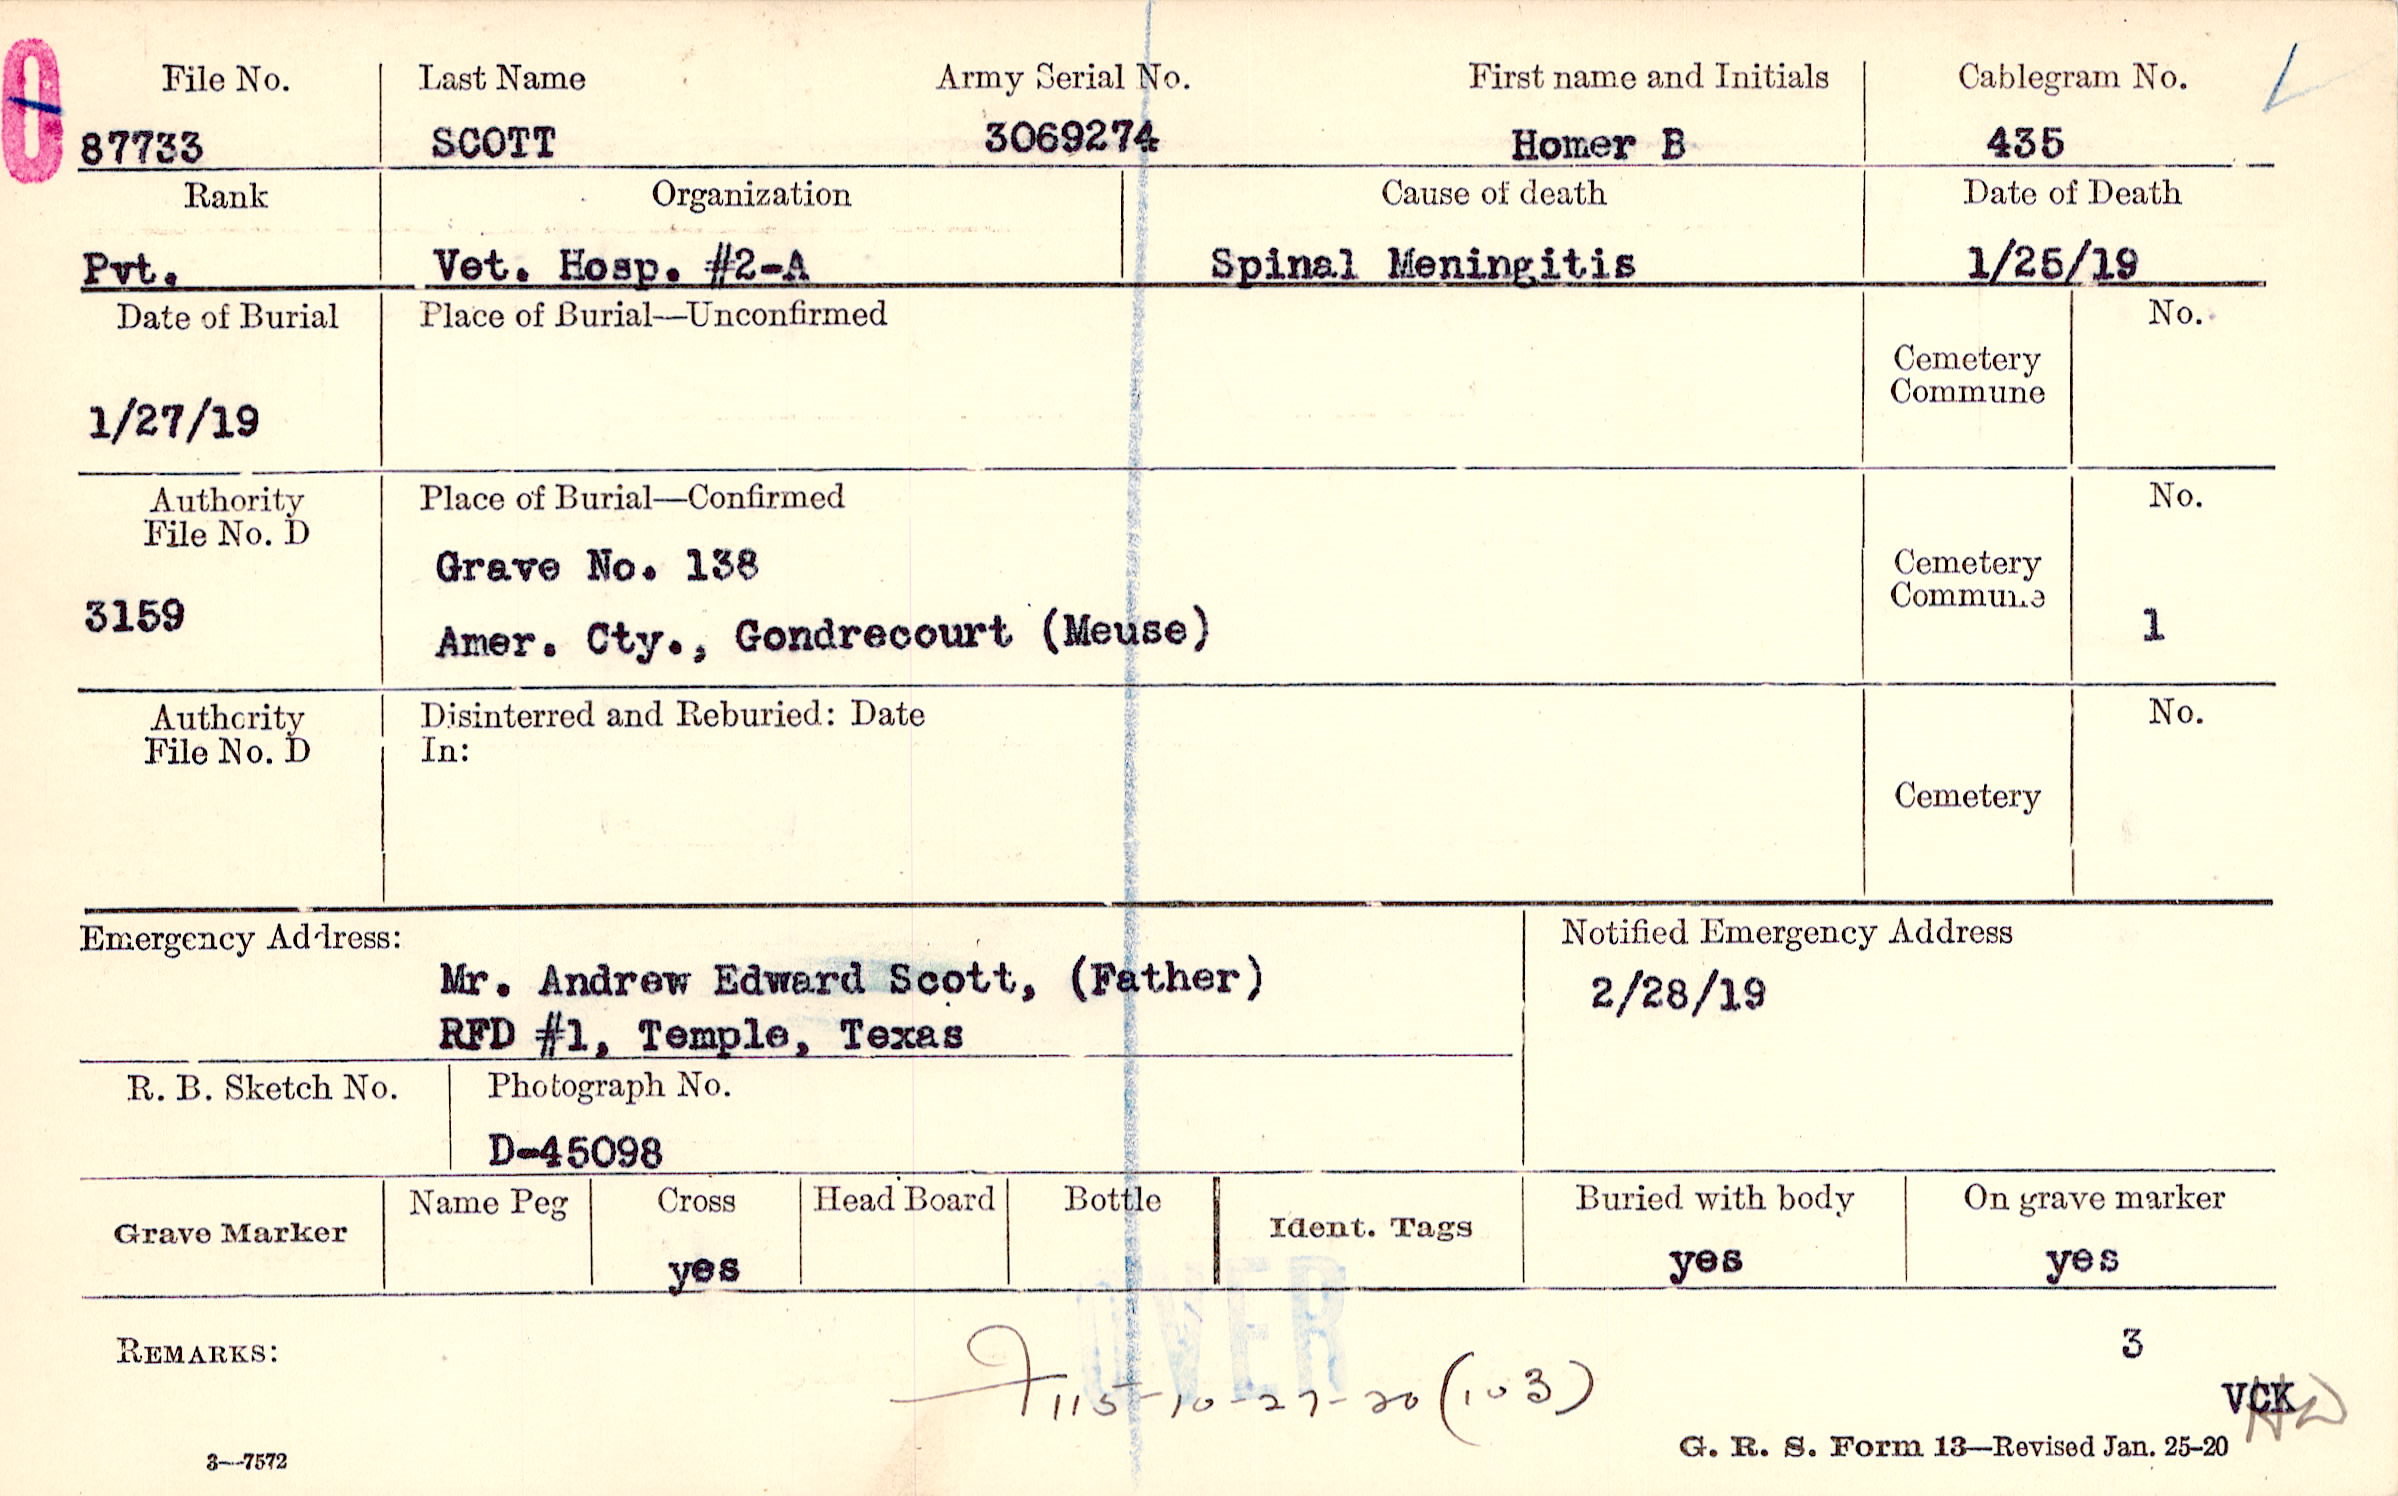 File No. Last Name Army Serial No. First name and Initials Cablegram No.
87733 SCOTT 3069274 Homer B 435
Rank Organization Cause of death Date of Death
Pvt. Vet. Hosp. #2-A Spinal Meningitis 1/25/19
Date of Burial Place of Burial—Unconfirmed No.
Cemetery
Commune
1/27/19
Authority Place of Burial—Confirmed No.
File No. D
Grave No. 138 Cemetery
Commune
3159 Amer. Cty., Gondrecourt (Meuse) 1
Authority Disinterred and Reburied: Date No.
File No. D In:
Cemetery
Emergency Address: Notified Emergency Address
Mr. Andrew Edward Scott, (Father) 2/28/19
RFD #1, Temple, Texas
R. B. Sketch No. Photograph No.
D-45098
Grave Marker Name Peg Cross Head Board Bottle Ident. Tags Buried with body On grave marker
yes yes yes
OVER
REMARKS: 3
115-10-27-20 (103)
VCK
3—7572 G. R. S. Form 13—Revised Jan. 25-20